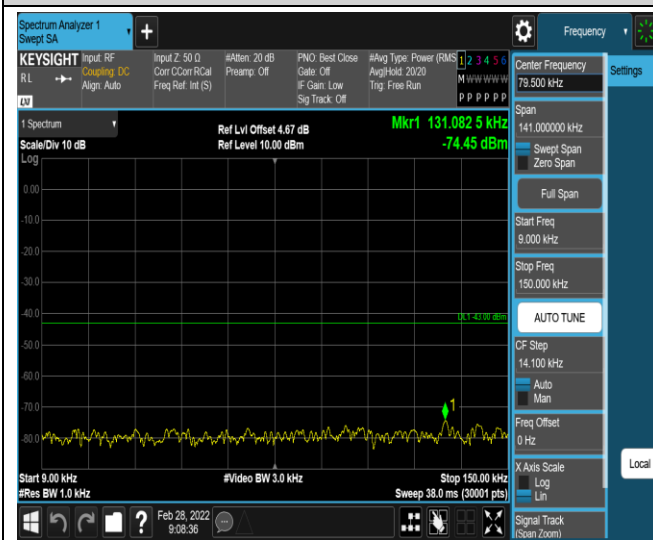 Spectrum Analyzer 1
Swept SA
+
Frequency
KEYSIGHT
RL
LXI
Input: RF
Coupling: DC
Align: Auto
Input Z: 50 Ω
Corr CCorr RCal
Freq Ref: Int (S)
#Atten: 20 dB
Preamp: Off
PNO: Best Close
Gate: Off
IF Gain: Low
Sig Track: Off
#Avg Type: Power (RMS
Avg|Hold: 20/20
Trig: Free Run
1 2 3 4 5 6
M W W W W W
P P P P P P
1 Spectrum
Scale/Div 10 dB
Log
Ref Lvl Offset 4.67 dB
Ref Level 10.00 dBm
Mkr1 131.082 5 kHz
-74.45 dBm
0.00
-10.0
-20.0
-30.0
-40.0
DL1 -43.00 dBm
-50.0
-60.0
-70.0
1
-80.0
Start 9.00 kHz
#Res BW 1.0 kHz
#Video BW 3.0 kHz
Stop 150.00 kHz
Sweep 38.0 ms (30001 pts)
?
Feb 28, 2022
9:08:36
Center Frequency
79.500 kHz
Span
141.000000 kHz
Swept Span
Zero Span
Full Span
Start Freq
9.000 kHz
Stop Freq
150.000 kHz
AUTO TUNE
CF Step
14.100 kHz
Auto
Man
Freq Offset
0 Hz
X Axis Scale
Log
Lin
Signal Track
(Span Zoom)
Settings
Local